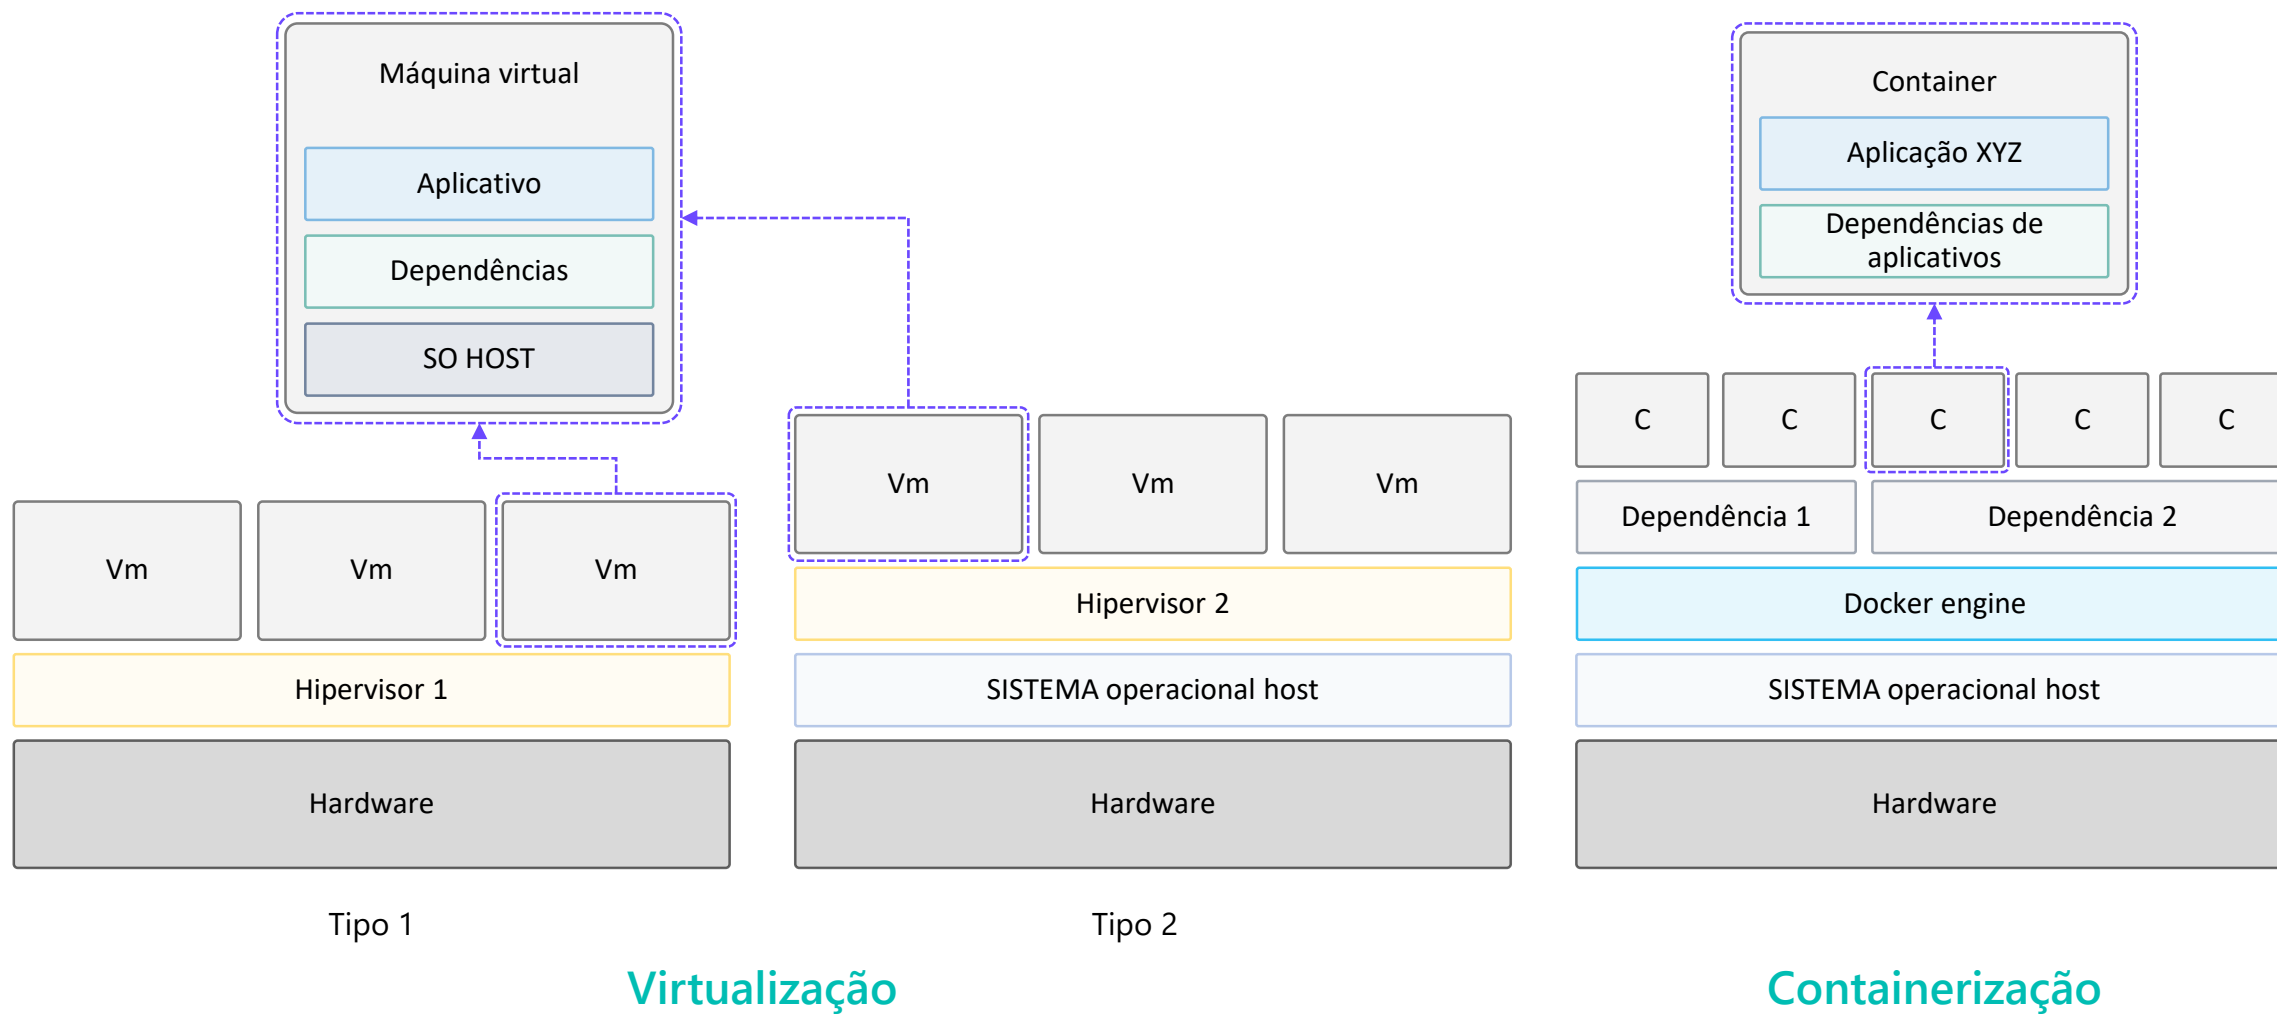 Máquina virtual
Aplicativo
Dependências
SO HOST
Vm
Vm
Vm
Hipervisor 1
Hardware
Tipo 1
Vm
Vm
Vm
Hipervisor 2
SISTEMA operacional host
Hardware
Tipo 2
Virtualização
Container
Aplicação XYZ
Dependências de
aplicativos
C
C
C
C
C
Dependência 1
Dependência 2
Docker engine
SISTEMA operacional host
Hardware
Containerização